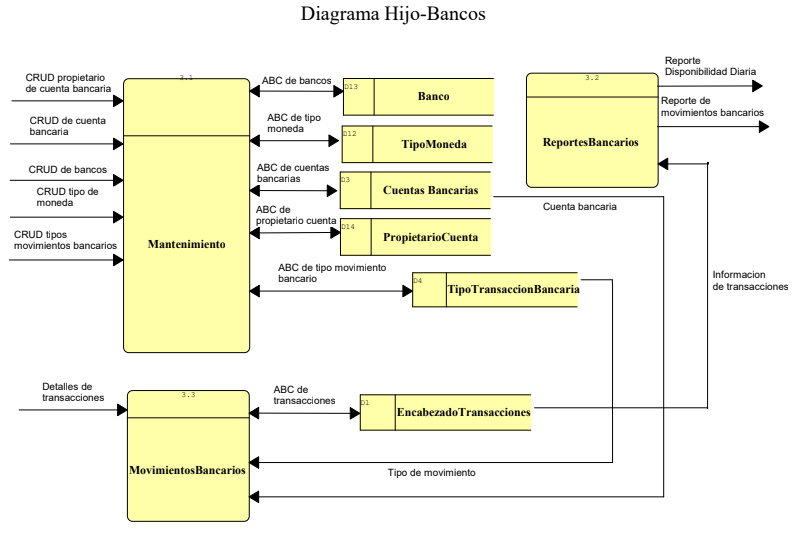 Diagrama Hijo-Bancos
CRUD propietario
de cuenta bancaria
CRUD de cuenta
bancaria
CRUD de bancos
CRUD tipo de
moneda
CRUD tipos
movimientos bancarios
3.1
Mantenimiento
ABC de bancos
D13
Banco
ABC de tipo
moneda
D12
TipoMoneda
ABC de cuentas
bancarias
D3
Cuentas Bancarias
ABC de
propietario cuenta
D14
PropietarioCuenta
ABC de tipo movimiento
bancario
D4
TipoTransaccionBancaria
3.2
ReportesBancarios
Reporte
Disponibilidad Diaria
Reporte de
movimientos bancarios
Cuenta bancaria
Informacion
de transacciones
Detalles de
transacciones
3.3
MovimientosBancarios
ABC de
transacciones
D1
EncabezadoTransacciones
Tipo de movimiento